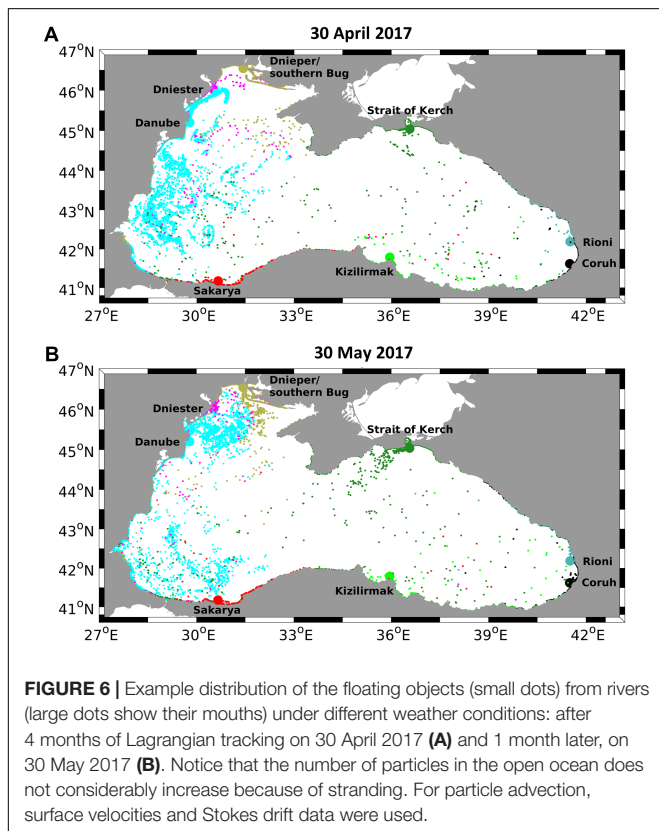 A
30 April 2017
47°N
46°N
45°N
44°N
43°N
42°N
41°N
Dnieper/
southern Bug
Dniester
Danube
Strait of Kerch
Rioni
Coruh
Kizilirmak
Sakarya
27°E
30°E
33°E
36°E
39°E
42°E
B
30 May 2017
47°N
46°N
45°N
44°N
43°N
42°N
41°N
Dnieper/
southern Bug
Dniester
Danube
Strait of Kerch
Rioni
Coruh
Kizilirmak
Sakarya
27°E
30°E
33°E
36°E
39°E
42°E
FIGURE 6 | Example distribution of the floating objects (small dots) from rivers
(large dots show their mouths) under different weather conditions: after
4 months of Lagrangian tracking on 30 April 2017 (A) and 1 month later, on
30 May 2017 (B). Notice that the number of particles in the open ocean does
not considerably increase because of stranding. For particle advection,
surface velocities and Stokes drift data were used.